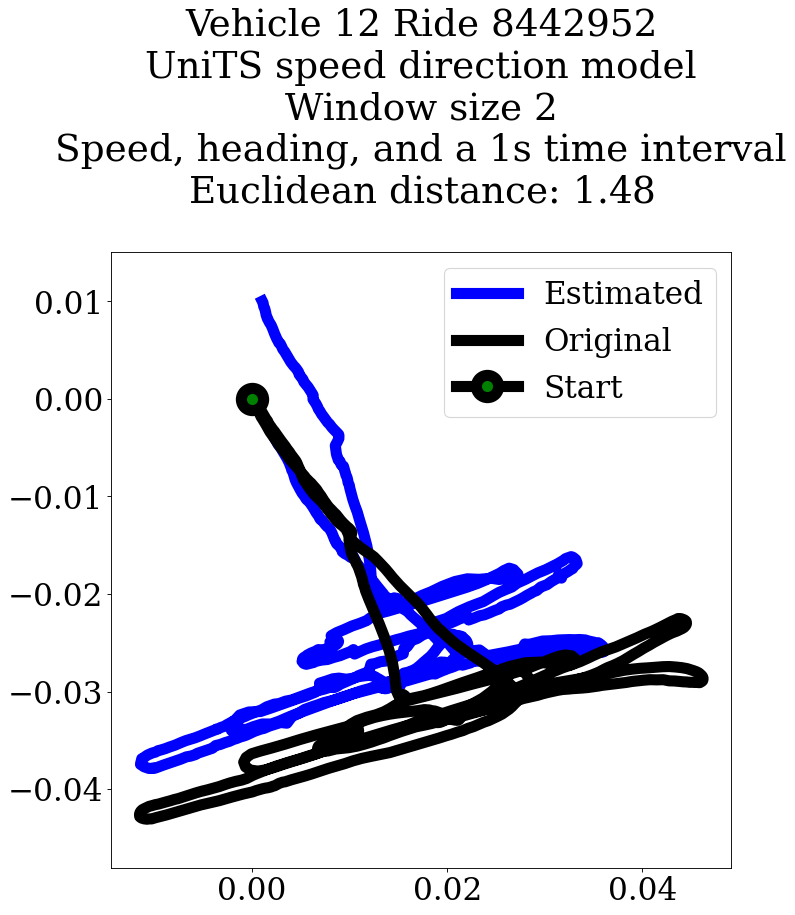 Vehicle 12 Ride 8442952
UniTS speed direction model
Window size 2
Speed, heading, and a 1s time interval
Euclidean distance: 1.48
Estimated
Original
Start
0.01
0.00
−0.01
−0.02
−0.03
−0.04
0.00 0.02 0.04